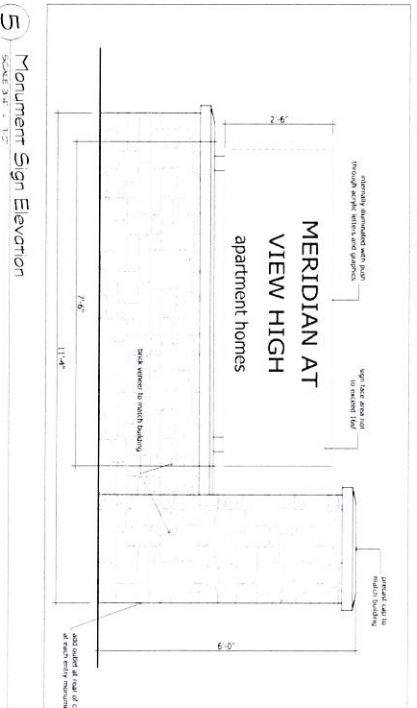 internally illuminated with push
through acrylic letters and graphics
sign face area not
to exceed 16sf
precast cap to
match building
2'-6"
MERIDIAN AT
VIEW HIGH
apartment homes
brick veneer to match building
7'-6"
11'-4"
6'-0"
add outlet at rear of
at each entry
5
Monument Sign Elevation
SCALE